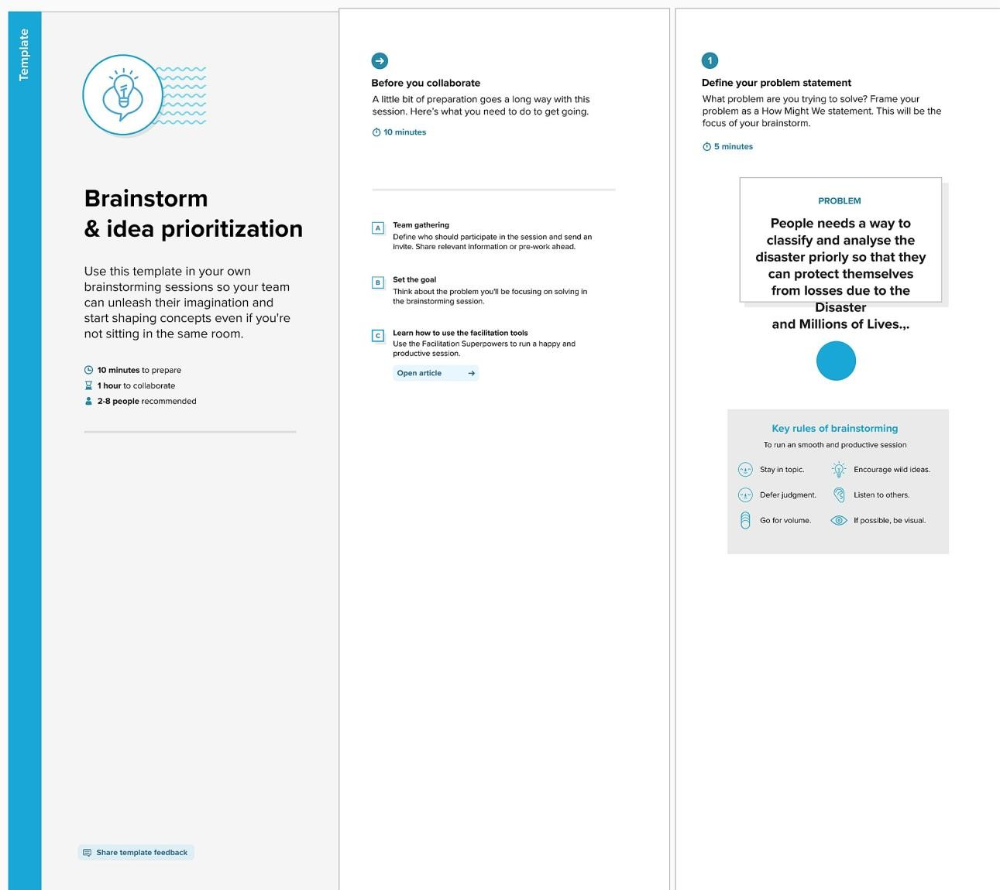 Template
Brainstorm
& idea prioritization
Use this template in your own
brainstorming sessions so your team
can unleash their imagination and
start shaping concepts even if you're
not sitting in the same room.
10 minutes to prepare
1 hour to collaborate
2-8 people recommended
Share template feedback
Before you collaborate
A little bit of preparation goes a long way with this
session. Here's what you need to do to get going.
10 minutes
A
Team gathering
Define who should participate in the session and send an
invite. Share relevant information or pre-work ahead.
B
Set the goal
Think about the problem you'll be focusing on solving in
the brainstorming session.
C
Learn how to use the facilitation tools
Use the Facilitation Superpowers to run a happy and
productive session.
Open article
1
Define your problem statement
What problem are you trying to solve? Frame your
problem as a How Might We statement. This will be the
focus of your brainstorm.
5 minutes
PROBLEM
People needs a way to
classify and analyse the
disaster priorly so that they
can protect themselves
from losses due to the
Disaster
and Millions of Lives.,.
Key rules of brainstorming
To run an smooth and productive session
Stay in topic.
Encourage wild ideas.
Defer judgment.
Listen to others.
Go for volume.
If possible, be visual.